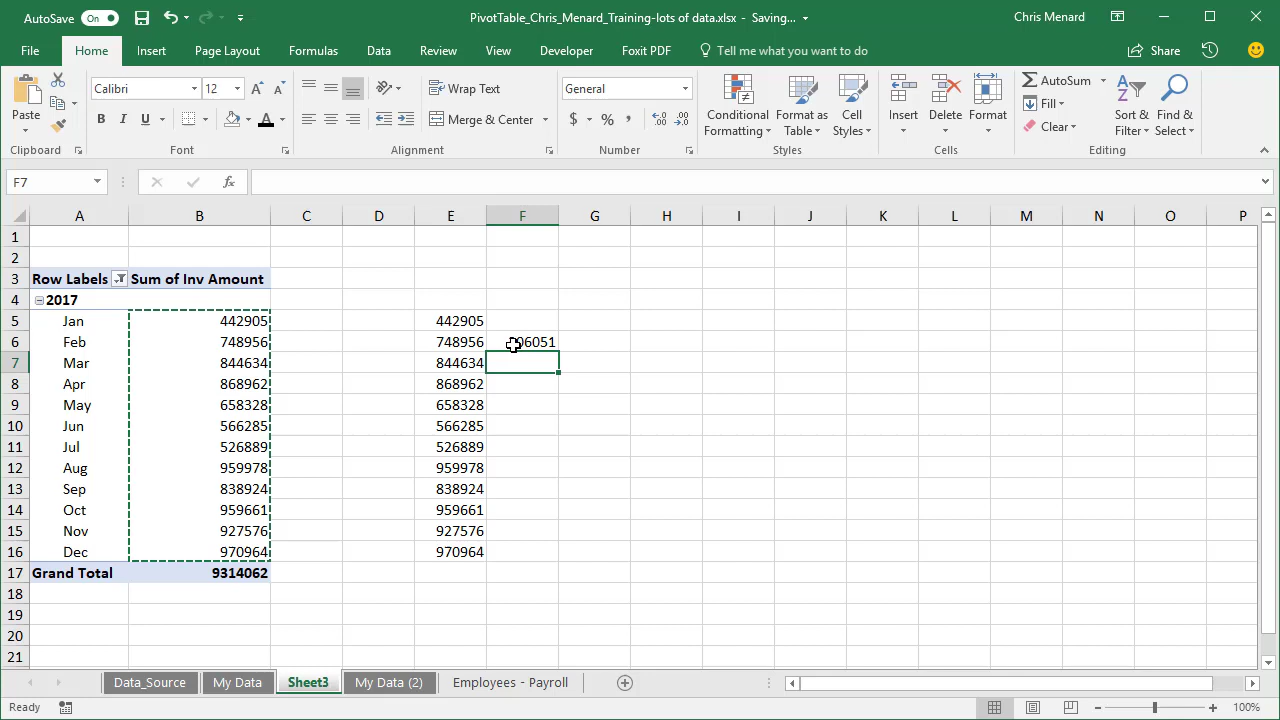 AutoSave On
PivotTable_Chris_Menard_Training-lots of data.xlsx - Saving...
Chris Menard
File Home Insert Page Layout Formulas Data Review View Developer Foxit PDF Tell me what you want to do Share
Calibri 12 Wrap Text General Conditional Format as Cell Insert Delete Format AutoSum Sort & Find &
Paste B I U A Merge & Center $ % , Formatting Table Styles Fill Clear Filter Select
Clipboard Font Alignment Number Styles Cells Editing
F7 fx
A B C D E F G H I J K L M N O P
1
2
3 Row Labels Sum of Inv Amount
4 2017
5 Jan 442905 442905
6 Feb 748956 748956 06051
7 Mar 844634 844634
8 Apr 868962 868962
9 May 658328 658328
10 Jun 566285 566285
11 Jul 526889 526889
12 Aug 959978 959978
13 Sep 838924 838924
14 Oct 959661 959661
15 Nov 927576 927576
16 Dec 970964 970964
17 Grand Total 9314062
18
19
20
21
Data_Source My Data Sheet3 My Data (2) Employees - Payroll
Ready 100%